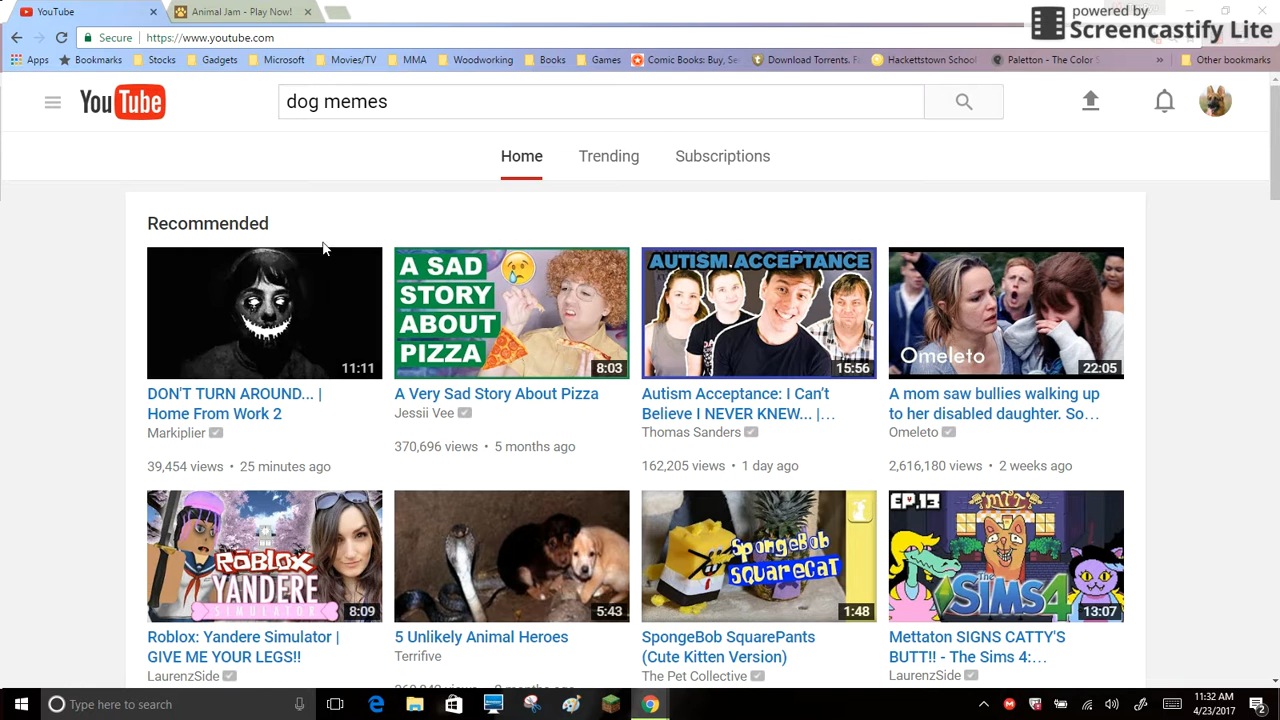 YouTube
Animal Jam - Play Now!
powered by
Screencastify Lite
Secure
https://www.youtube.com
Apps
Bookmarks
Stocks
Gadgets
Microsoft
Movies/TV
MMA
Woodworking
Books
Games
Comic Books: Buy, Se
Download Torrents, F
Hackettstown School
Paletton - The Color S
»
Other bookmarks
YouTube
dog memes
Home
Trending
Subscriptions
Recommended
11:11
A SAD
STORY
ABOUT
PIZZA
8:03
AUTISM ACCEPTANCE
15:56
Omeleto
22:05
DON'T TURN AROUND... |
Home From Work 2
Markiplier
39,454 views • 25 minutes ago
A Very Sad Story About Pizza
Jessii Vee
370,696 views • 5 months ago
Autism Acceptance: I Can't
Believe I NEVER KNEW... |…
Thomas Sanders
162,205 views • 1 day ago
A mom saw bullies walking up
to her disabled daughter. So…
Omeleto
2,616,180 views • 2 weeks ago
ROBLOX
YANDERE
SIMULATOR
8:09
5:43
SpongeBob
SQUARECAT
1:48
EP.13
MTT
The
SIMS 4
13:07
Roblox: Yandere Simulator |
GIVE ME YOUR LEGS!!
LaurenzSide
5 Unlikely Animal Heroes
Terrifive
SpongeBob SquarePants
(Cute Kitten Version)
The Pet Collective
Mettaton SIGNS CATTY'S
BUTT!! - The Sims 4:…
LaurenzSide
Type here to search
11:32 AM
4/23/2017
2